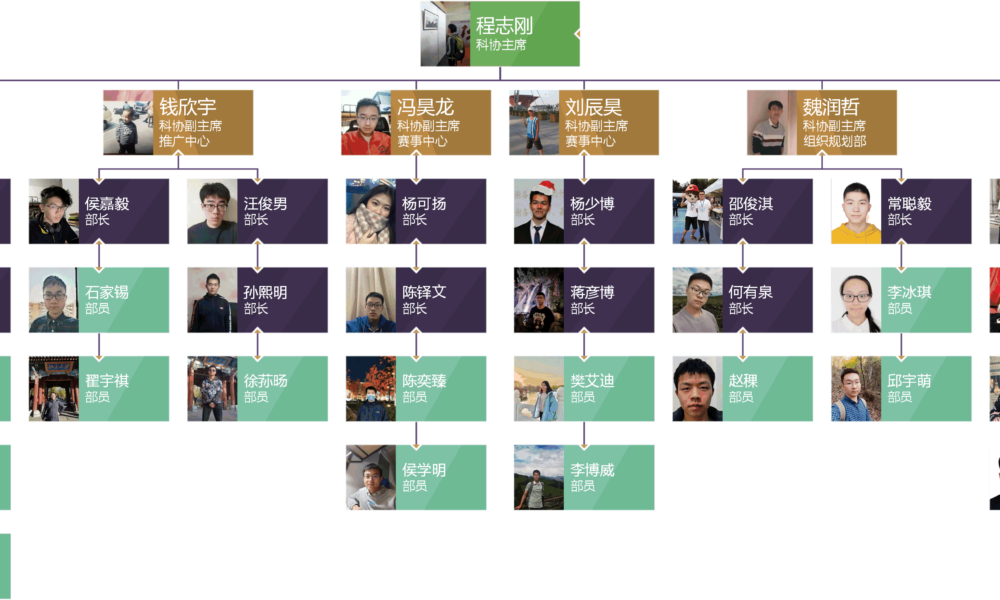 程志刚
科协主席
钱欣宇
科协副主席
推广中心
冯昊龙
科协副主席
赛事中心
刘辰昊
科协副主席
赛事中心
魏润哲
科协副主席
组织规划部
侯嘉毅
部长
汪俊男
部长
杨可扬
部长
杨少博
部长
邵俊淇
部长
常聪毅
部长
石家锡
部员
孙熙明
部长
陈铎文
部长
蒋彦博
部长
何有泉
部长
李冰琪
部员
翟宇祺
部员
徐荪旸
部员
陈奕臻
部员
樊艾迪
部员
赵稞
部员
邱宇萌
部员
侯学明
部员
李博威
部员